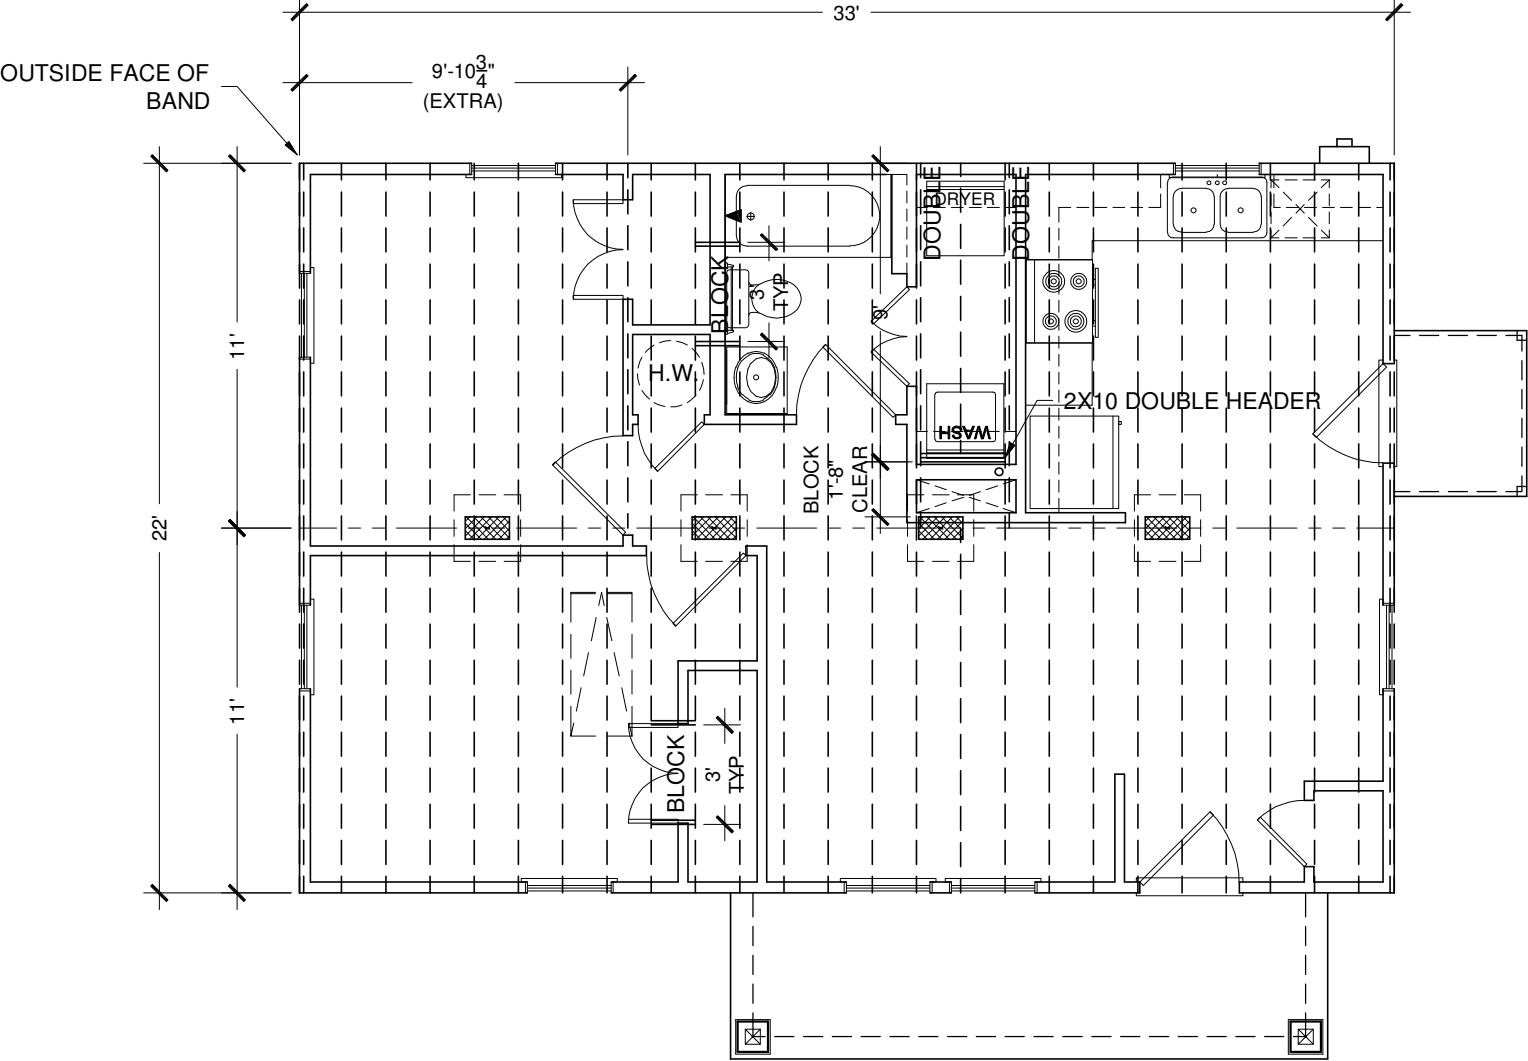 33'
OUTSIDE FACE OF
BAND
9'-10 3/4"
(EXTRA)
DOUBLE
DRYER
DOUBLE
BLOCK
3'
TYP
9'
11'
H.W.
2X10 DOUBLE HEADER
WASH
BLOCK
1'-8"
CLEAR
22'
11'
BLOCK
3'
TYP